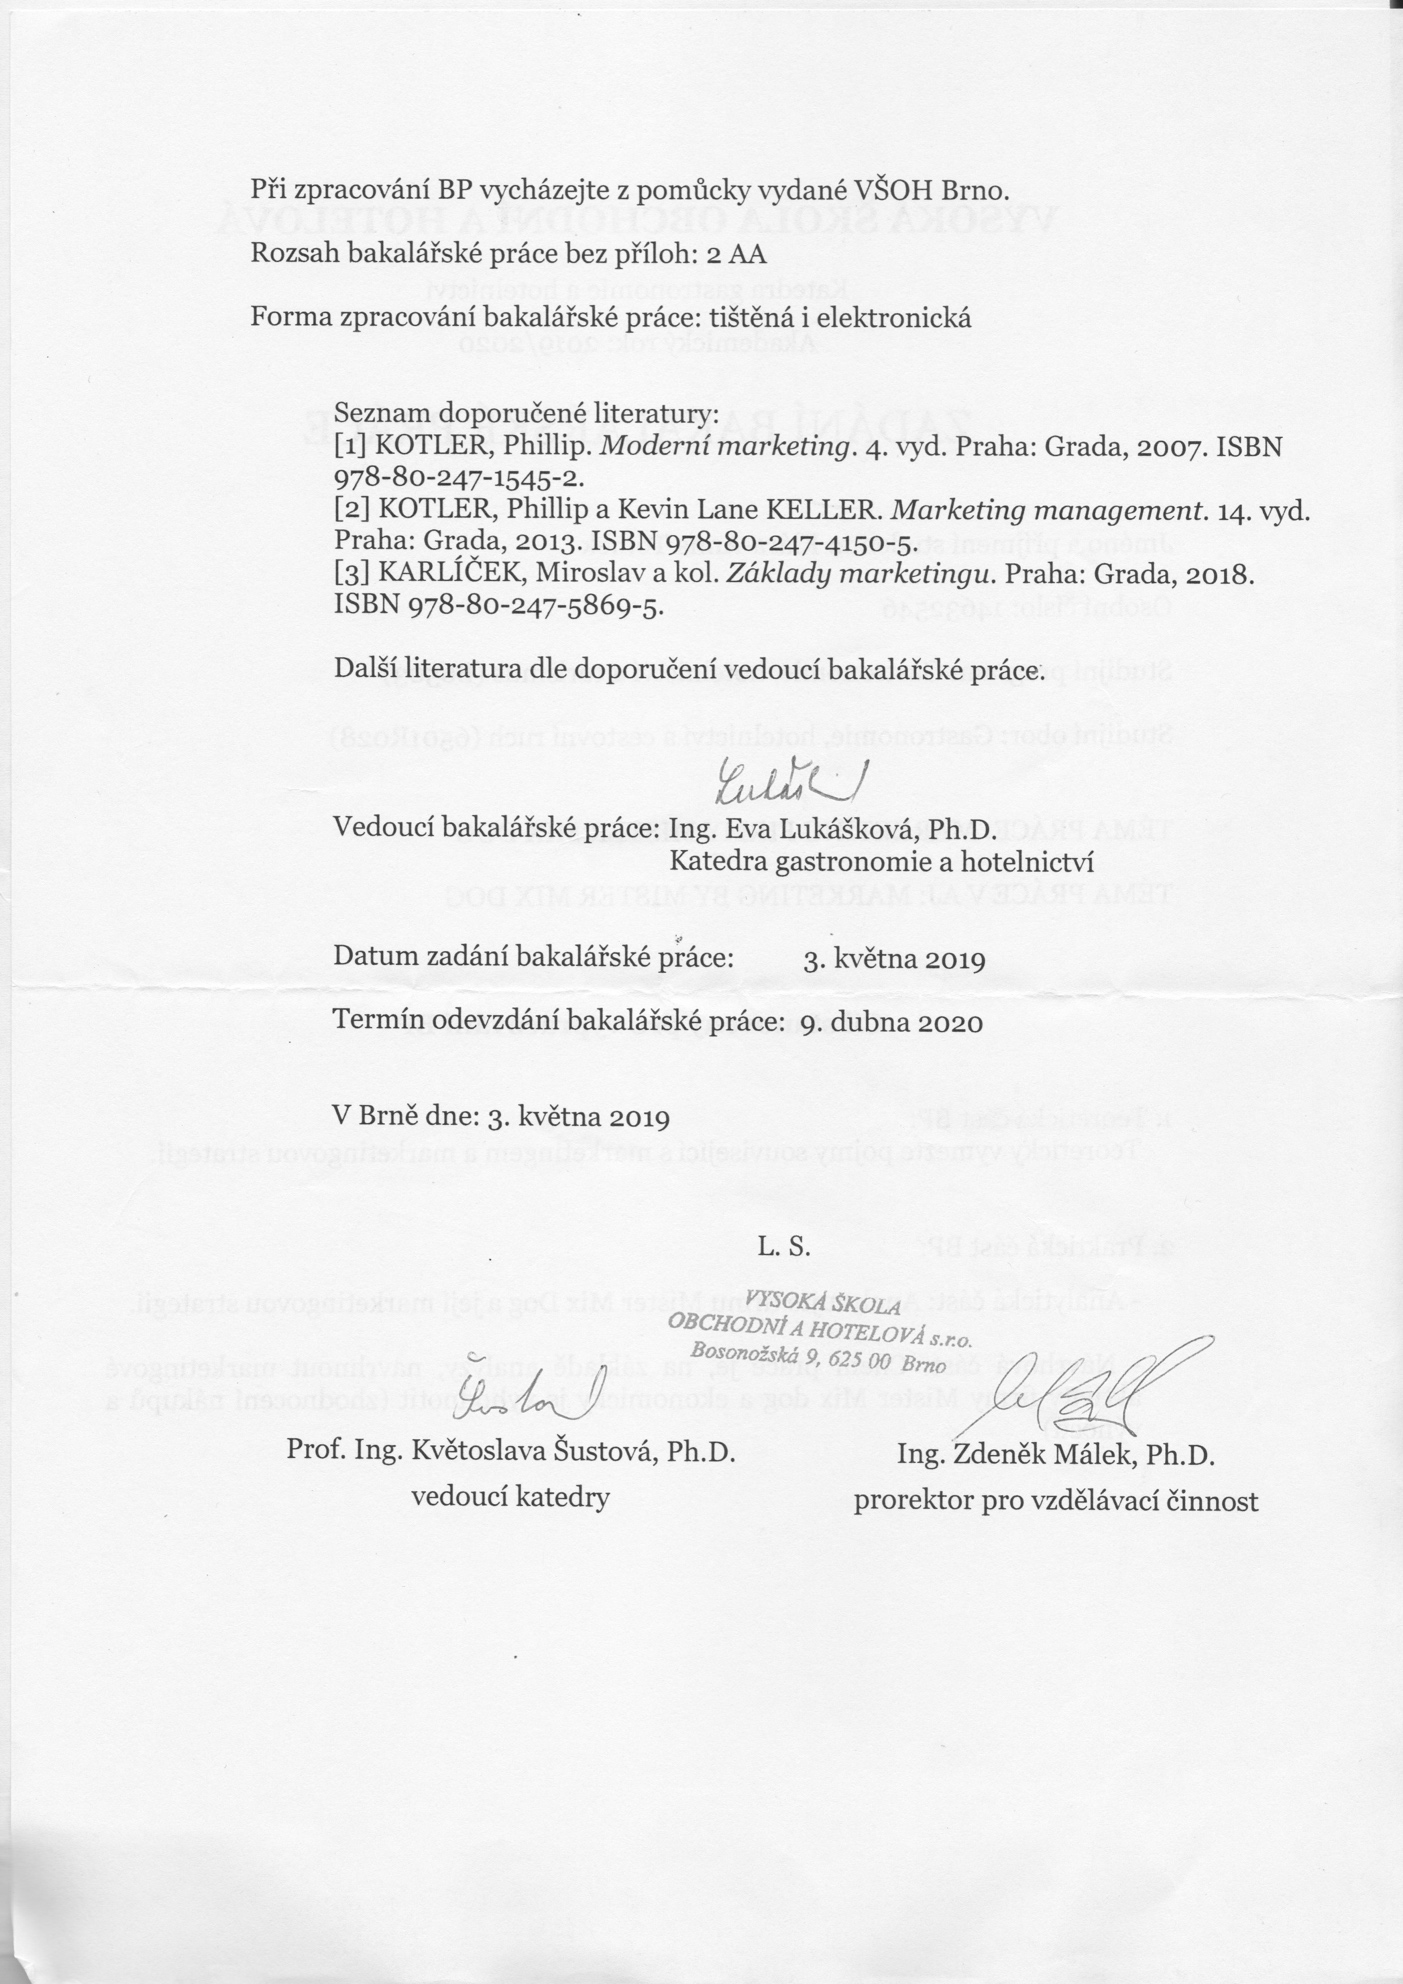 Při zpracování BP vycházejte z pomůcky vydané VŠOH Brno.
Rozsah bakalářské práce bez příloh: 2 AA
Forma zpracování bakalářské práce: tištěná i elektronická
Seznam doporučené literatury:
[1] KOTLER, Phillip. Moderní marketing. 4. vyd. Praha: Grada, 2007. ISBN
978-80-247-1545-2.
[2] KOTLER, Phillip a Kevin Lane KELLER. Marketing management. 14. vyd.
Praha: Grada, 2013. ISBN 978-80-247-4150-5.
[3] KARLÍČEK, Miroslav a kol. Základy marketingu. Praha: Grada, 2018.
ISBN 978-80-247-5869-5.
Další literatura dle doporučení vedoucí bakalářské práce.
Vedoucí bakalářské práce: Ing. Eva Lukášková, Ph.D.
Katedra gastronomie a hotelnictví
Datum zadání bakalářské práce: 3. května 2019
Termín odevzdání bakalářské práce: 9. dubna 2020
V Brně dne: 3. května 2019
L. S.
VYSOKÁ ŠKOLA
OBCHODNÍ A HOTELOVÁ s.r.o.
Bosonožská 9, 625 00 Brno
Prof. Ing. Květoslava Šustová, Ph.D.
vedoucí katedry
Ing. Zdeněk Málek, Ph.D.
prorektor pro vzdělávací činnost